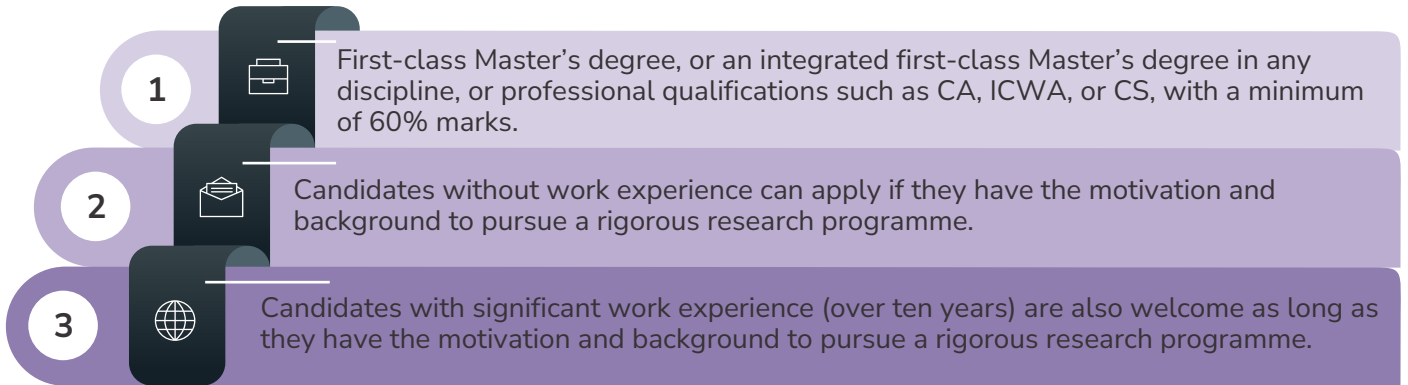 1
First-class Master’s degree, or an integrated first-class Master’s degree in any
discipline, or professional qualifications such as CA, ICWA, or CS, with a minimum
of 60% marks.
2
Candidates without work experience can apply if they have the motivation and
background to pursue a rigorous research programme.
3
Candidates with significant work experience (over ten years) are also welcome as long as
they have the motivation and background to pursue a rigorous research programme.